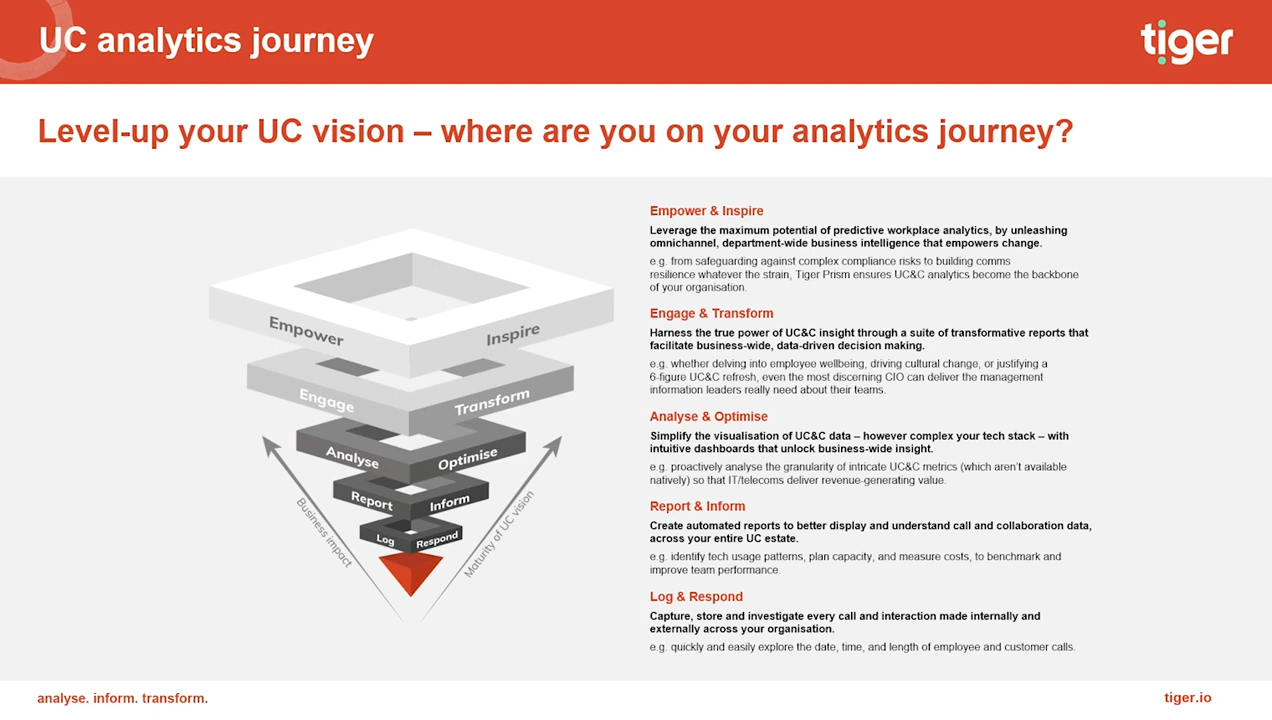 UC analytics journey
tiger
Level-up your UC vision – where are you on your analytics journey?
Empower
Inspire
Engage
Transform
Analyse
Optimise
Report
Inform
Log
Respond
Business impact
Maturity of UC vision
Empower & Inspire
Leverage the maximum potential of predictive workplace analytics, by unleashing
omnichannel, department-wide business intelligence that empowers change.
e.g. from safeguarding against complex compliance risks to building comms
resilience whatever the strain, Tiger Prism ensures UC&C analytics become the backbone
of your organisation.
Engage & Transform
Harness the true power of UC&C insight through a suite of transformative reports that
facilitate business-wide, data-driven decision making.
e.g. whether delving into employee wellbeing, driving cultural change, or justifying a
6-figure UC&C refresh, even the most discerning CIO can deliver the management
information leaders really need about their teams.
Analyse & Optimise
Simplify the visualisation of UC&C data – however complex your tech stack – with
intuitive dashboards that unlock business-wide insight.
e.g. proactively analyse the granularity of intricate UC&C metrics (which aren't available
natively) so that IT/telecoms deliver revenue-generating value.
Report & Inform
Create automated reports to better display and understand call and collaboration data,
across your entire UC estate.
e.g. identify tech usage patterns, plan capacity, and measure costs, to benchmark and
improve team performance.
Log & Respond
Capture, store and investigate every call and interaction made internally and
externally across your organisation.
e.g. quickly and easily explore the date, time, and length of employee and customer calls.
analyse. inform. transform.
tiger.io